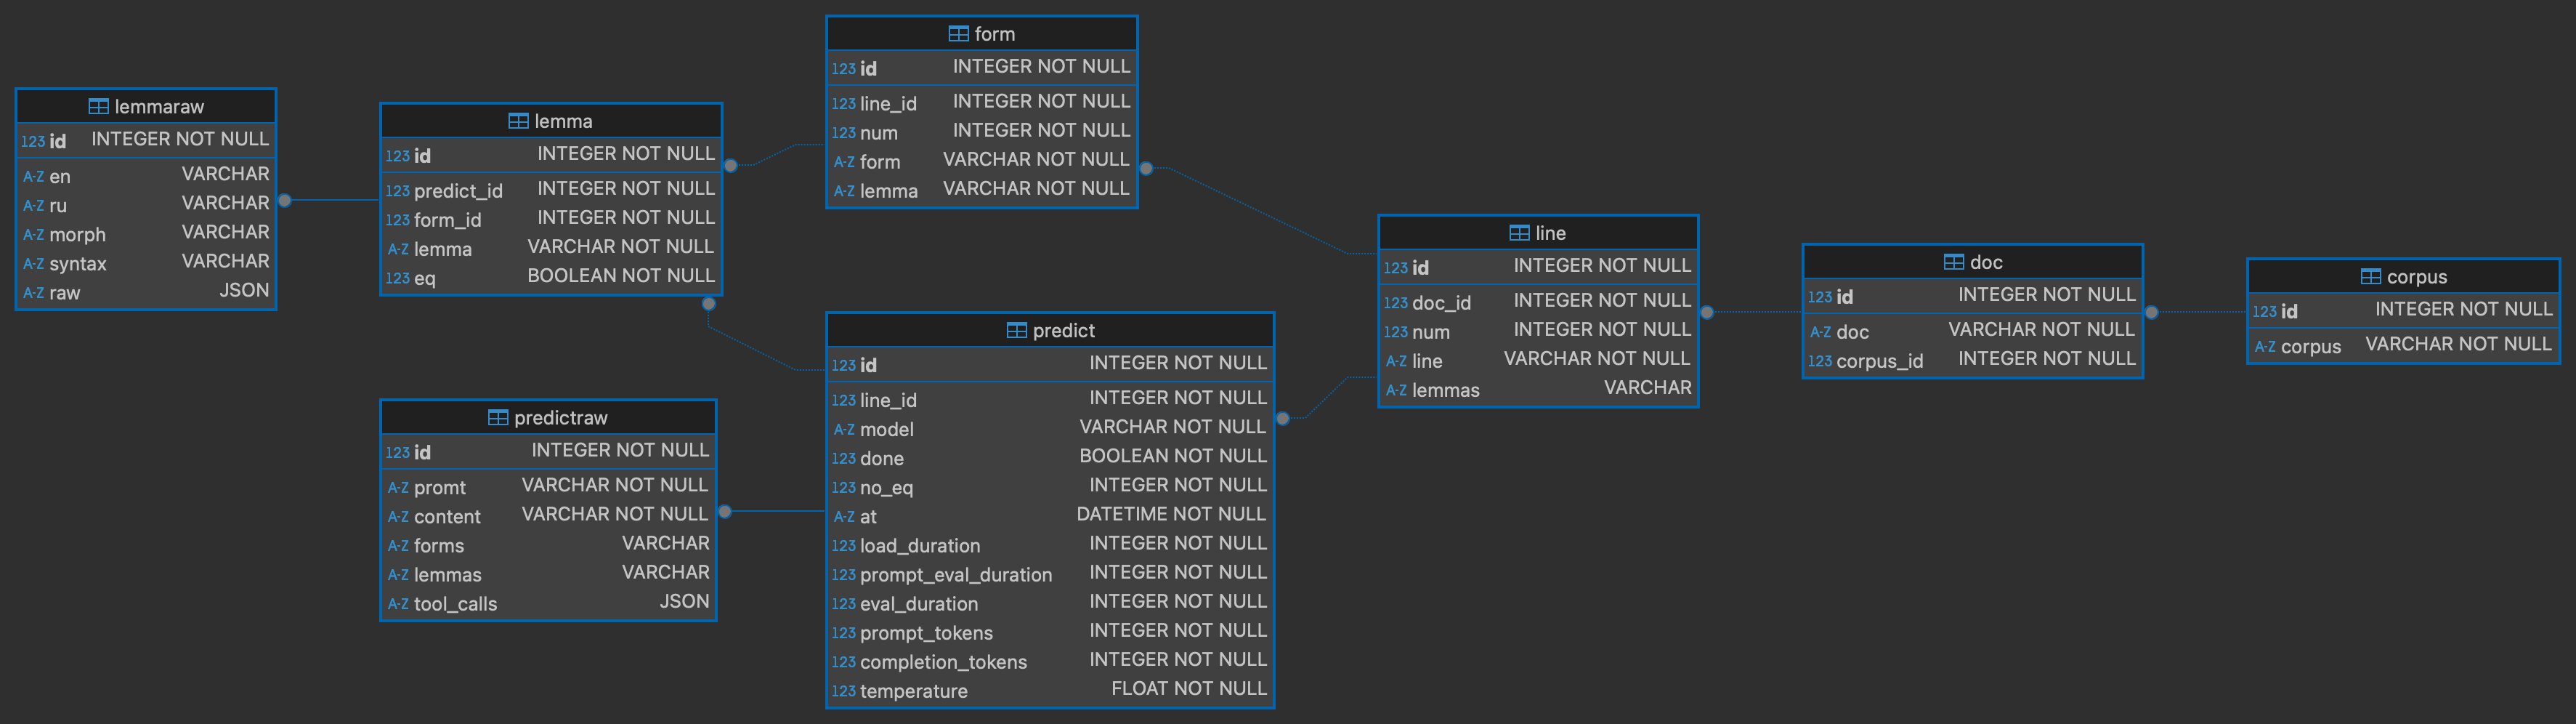 lemmaraw
123 id INTEGER NOT NULL
A-Z en VARCHAR
A-Z ru VARCHAR
A-Z morph VARCHAR
A-Z syntax VARCHAR
A-Z raw JSON
lemma
123 id INTEGER NOT NULL
123 predict_id INTEGER NOT NULL
123 form_id INTEGER NOT NULL
A-Z lemma VARCHAR NOT NULL
123 eq BOOLEAN NOT NULL
predictraw
123 id INTEGER NOT NULL
A-Z promt VARCHAR NOT NULL
A-Z content VARCHAR NOT NULL
A-Z forms VARCHAR
A-Z lemmas VARCHAR
A-Z tool_calls JSON
form
123 id INTEGER NOT NULL
123 line_id INTEGER NOT NULL
123 num INTEGER NOT NULL
A-Z form VARCHAR NOT NULL
A-Z lemma VARCHAR NOT NULL
predict
123 id INTEGER NOT NULL
123 line_id INTEGER NOT NULL
A-Z model VARCHAR NOT NULL
123 done BOOLEAN NOT NULL
123 no_eq INTEGER NOT NULL
A-Z at DATETIME NOT NULL
123 load_duration INTEGER NOT NULL
123 prompt_eval_duration INTEGER NOT NULL
123 eval_duration INTEGER NOT NULL
123 prompt_tokens INTEGER NOT NULL
123 completion_tokens INTEGER NOT NULL
123 temperature FLOAT NOT NULL
line
123 id INTEGER NOT NULL
123 doc_id INTEGER NOT NULL
123 num INTEGER NOT NULL
A-Z line VARCHAR NOT NULL
A-Z lemmas VARCHAR
doc
123 id INTEGER NOT NULL
A-Z doc VARCHAR NOT NULL
123 corpus_id INTEGER NOT NULL
corpus
123 id INTEGER NOT NULL
A-Z corpus VARCHAR NOT NULL